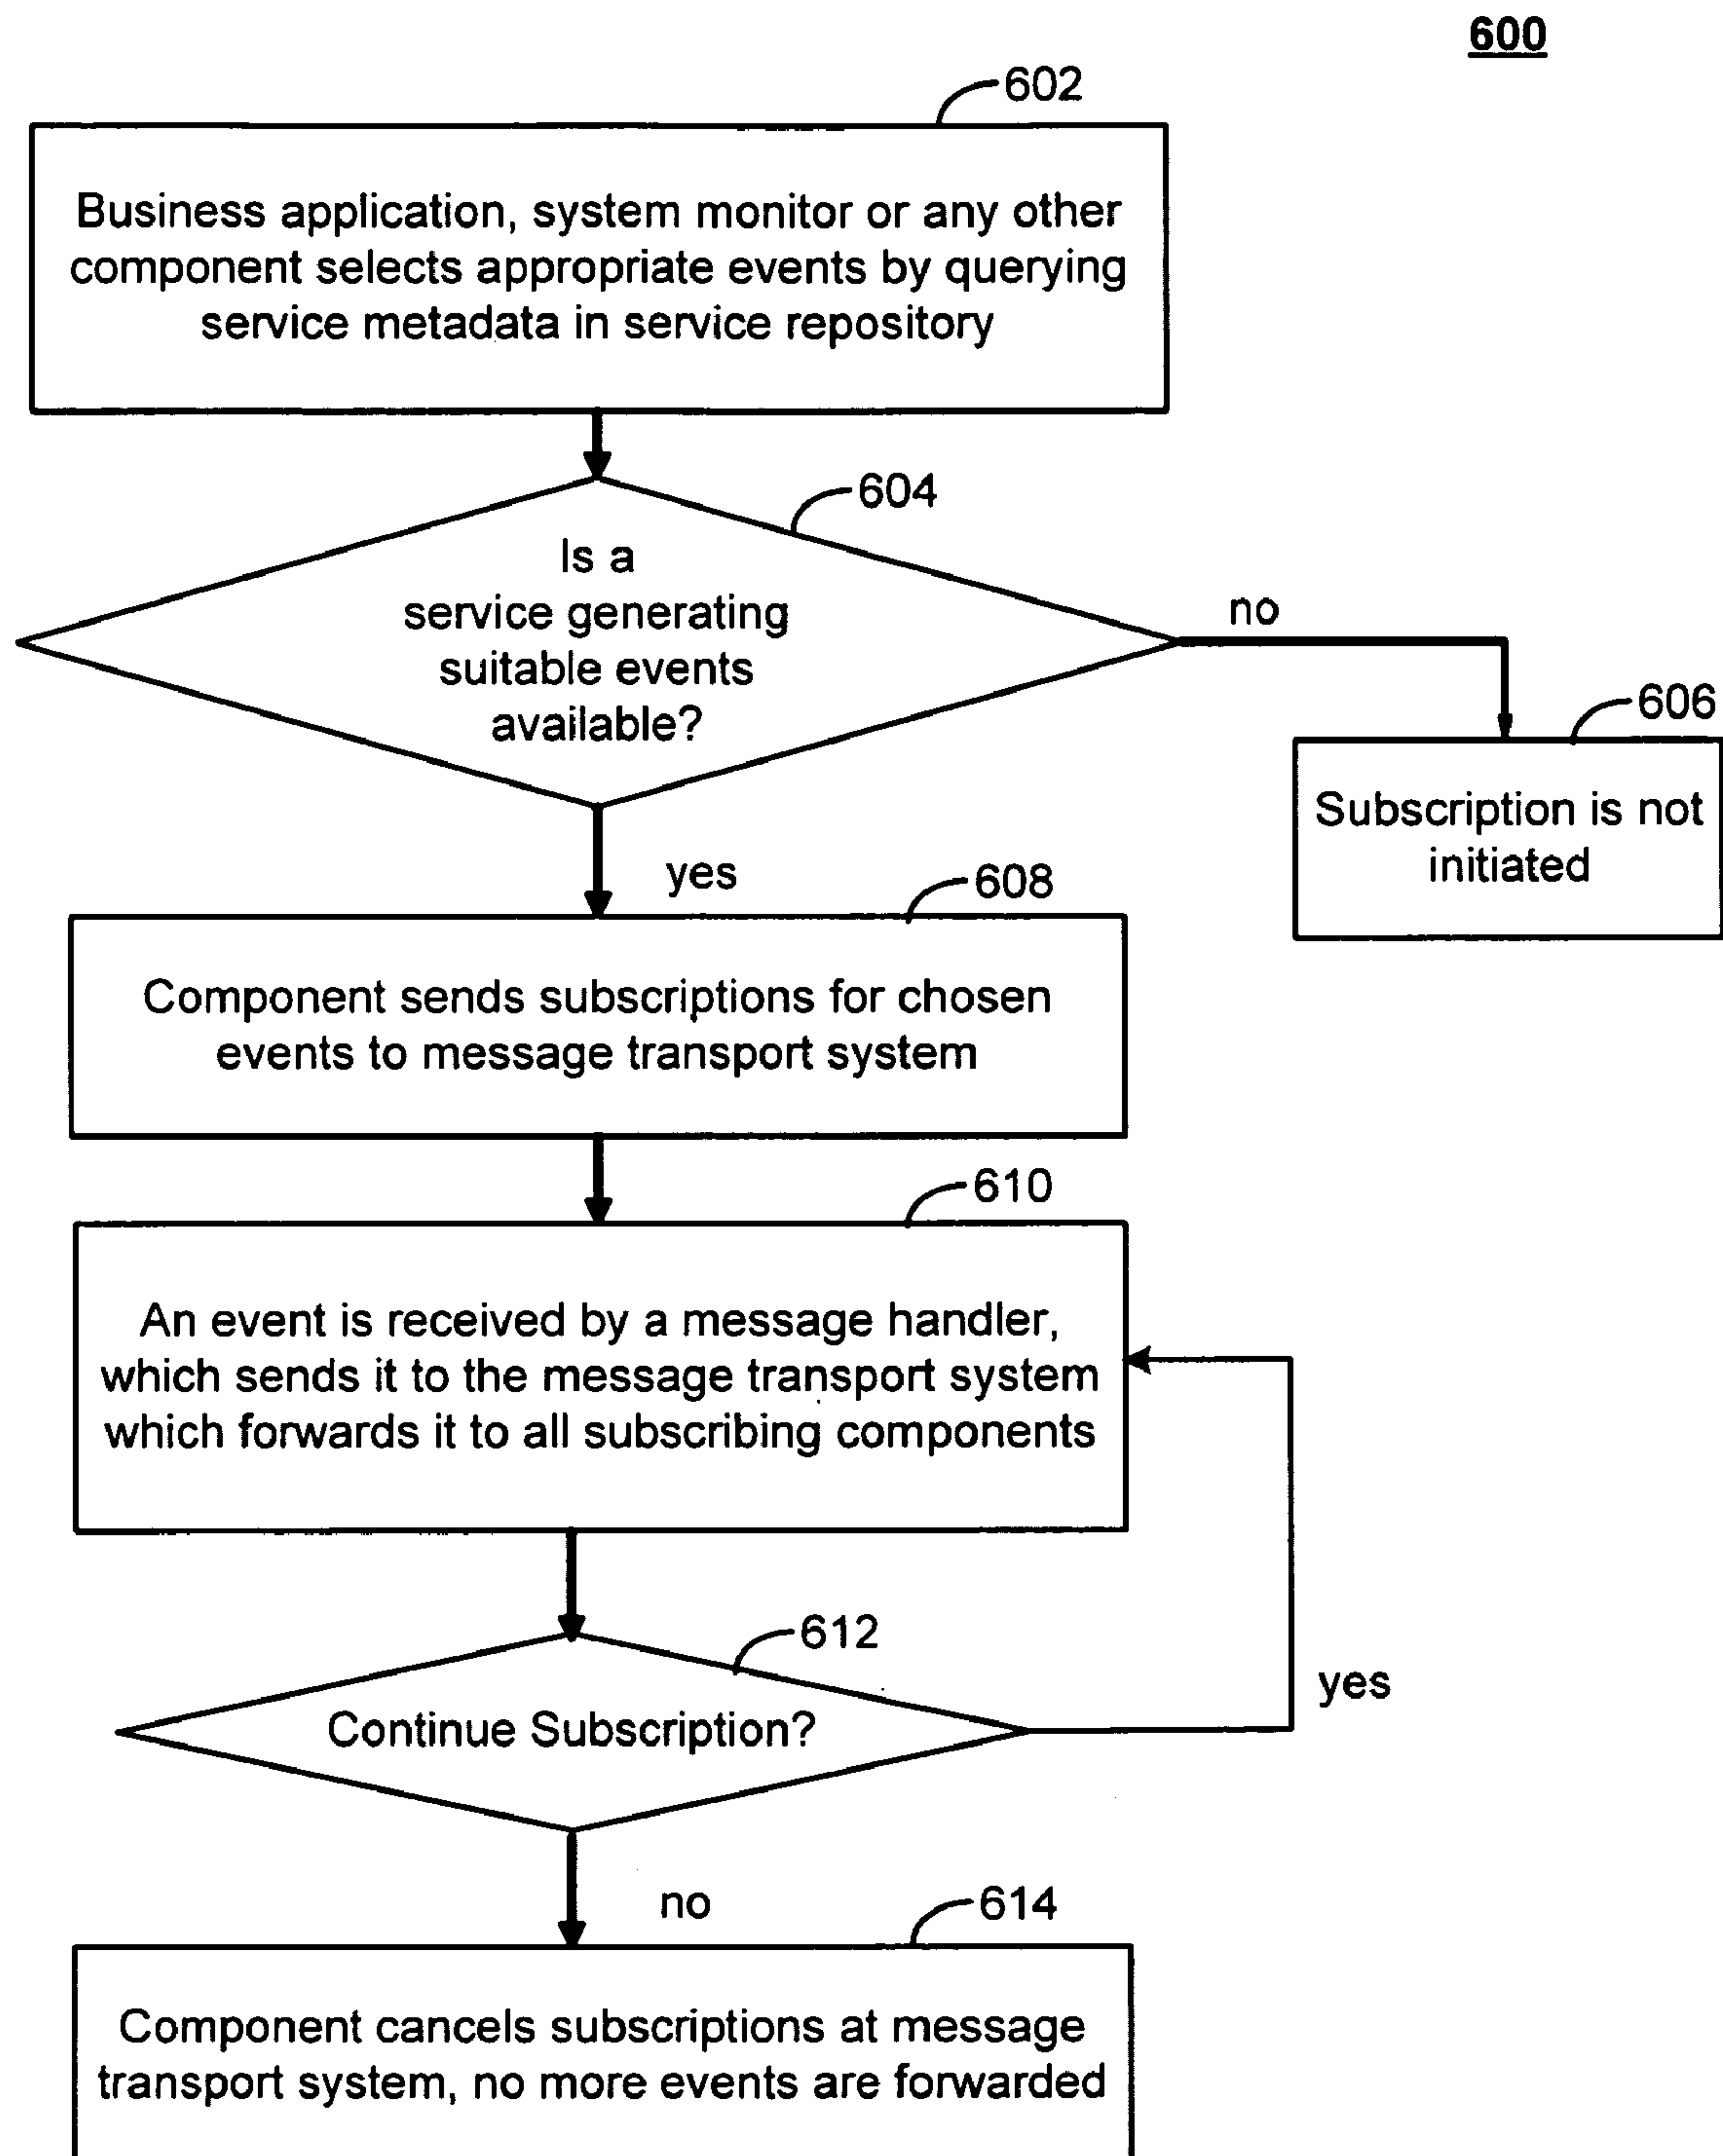 600
602
Business application, system monitor or any other
component selects appropriate events by querying
service metadata in service repository
604
Is a
service generating
suitable events
available?
no
606
Subscription is not
initiated
yes
608
Component sends subscriptions for chosen
events to message transport system
610
An event is received by a message handler,
which sends it to the message transport system
which forwards it to all subscribing components
612
Continue Subscription?
yes
no
614
Component cancels subscriptions at message
transport system, no more events are forwarded